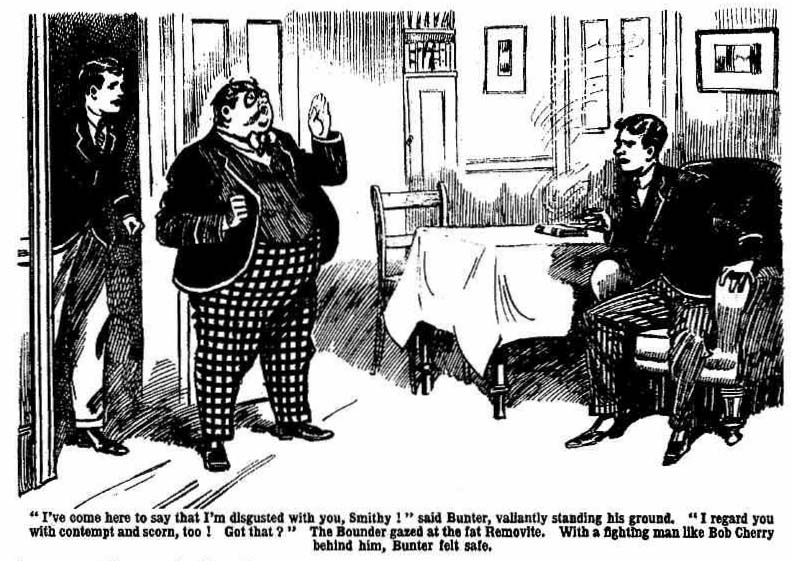 “ I’ve come here to say that I’m disgusted with you, Smithy ! ” said Bunter, valiantly standing his ground. “ I regard you
with contempt and scorn, too ! Got that ? ” The Bounder gazed at the fat Removite. With a fighting man like Bob Cherry
behind him, Bunter felt safe.